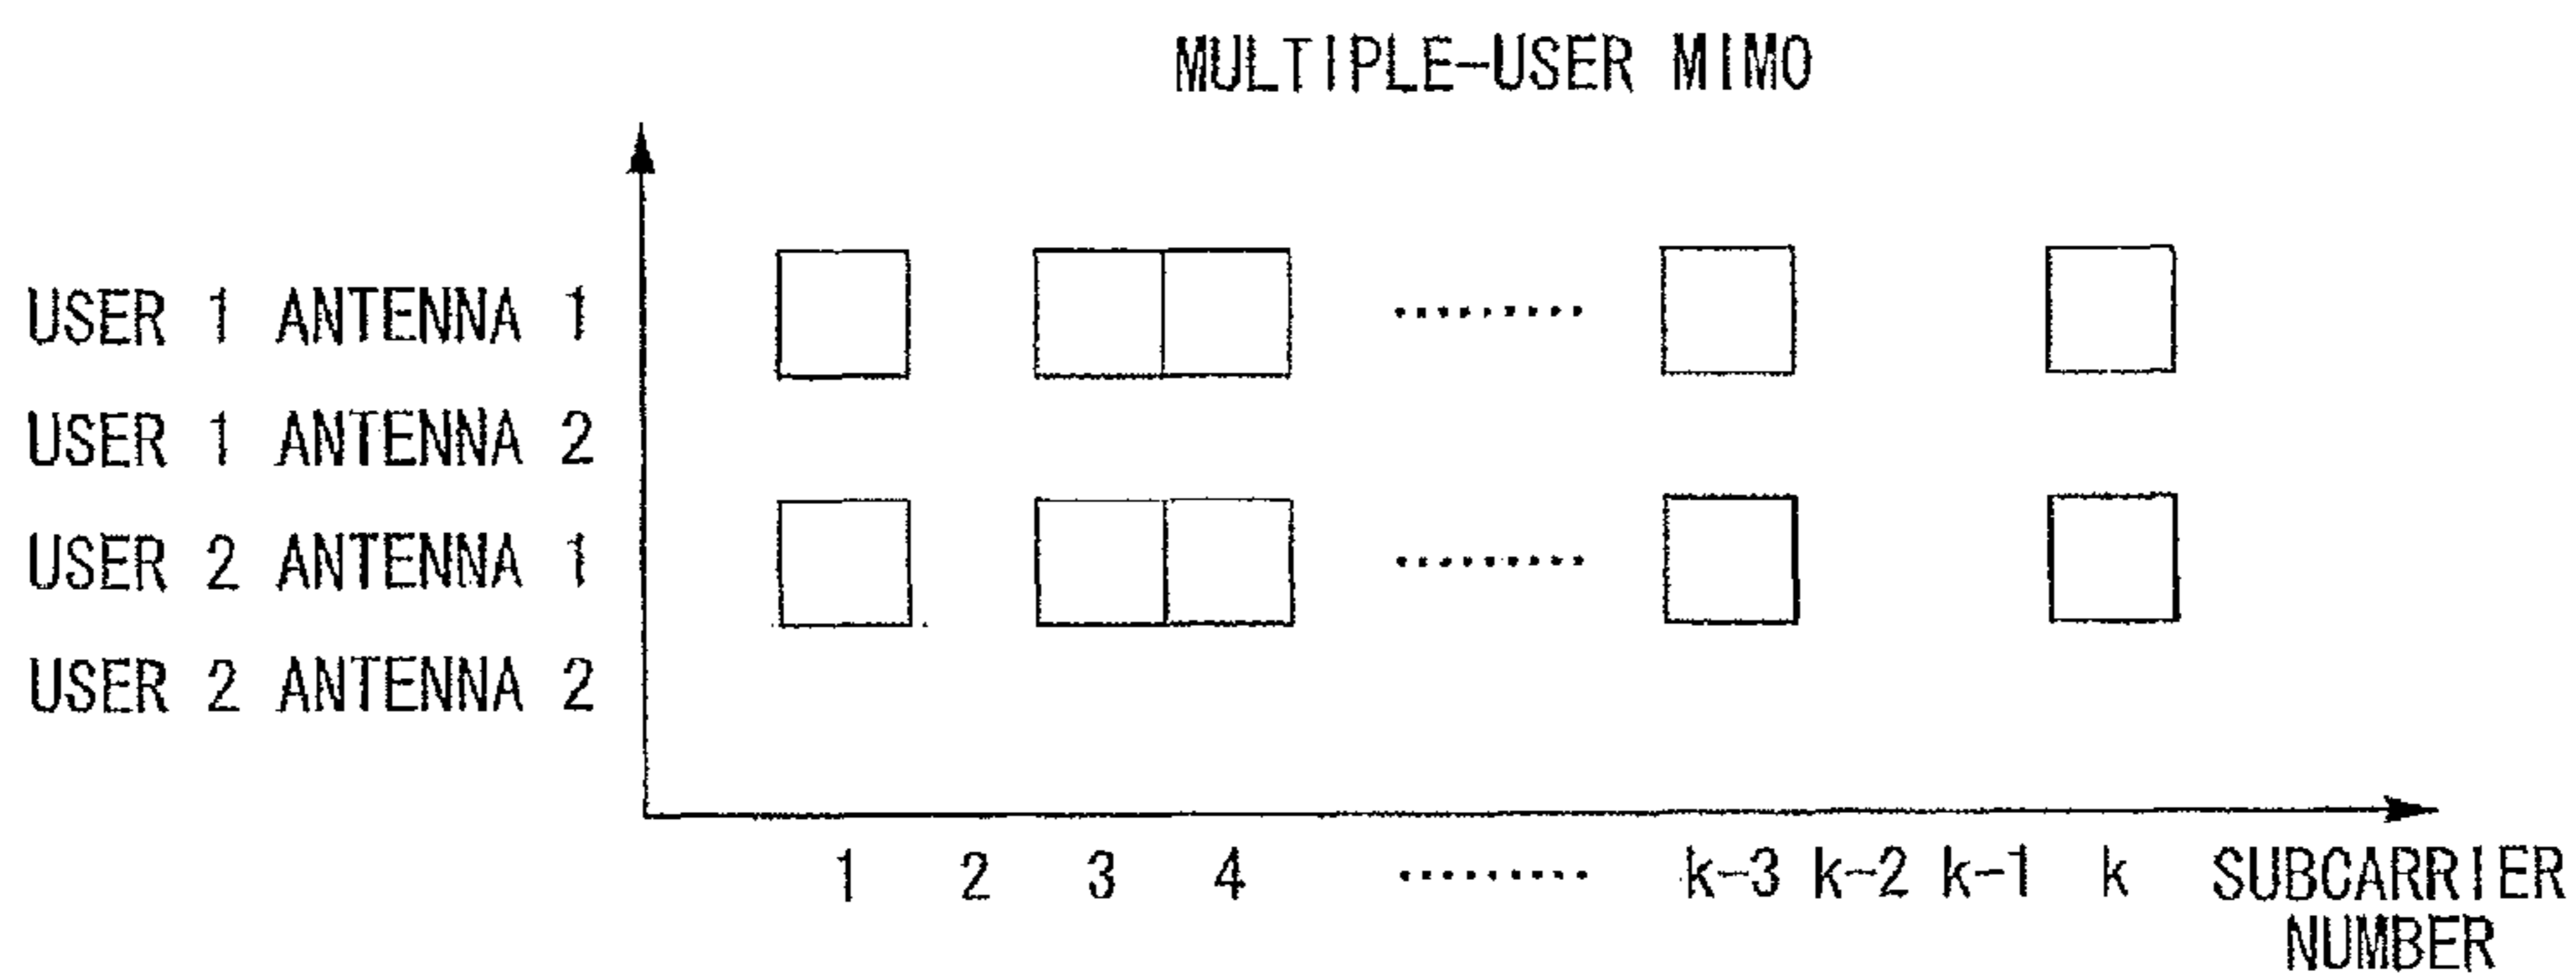 MULTIPLE-USER MIMO
USER 1 ANTENNA 1
USER 1 ANTENNA 2
USER 2 ANTENNA 1
USER 2 ANTENNA 2
1 2 3 4 ········· k-3 k-2 k-1 k SUBCARRIER
NUMBER